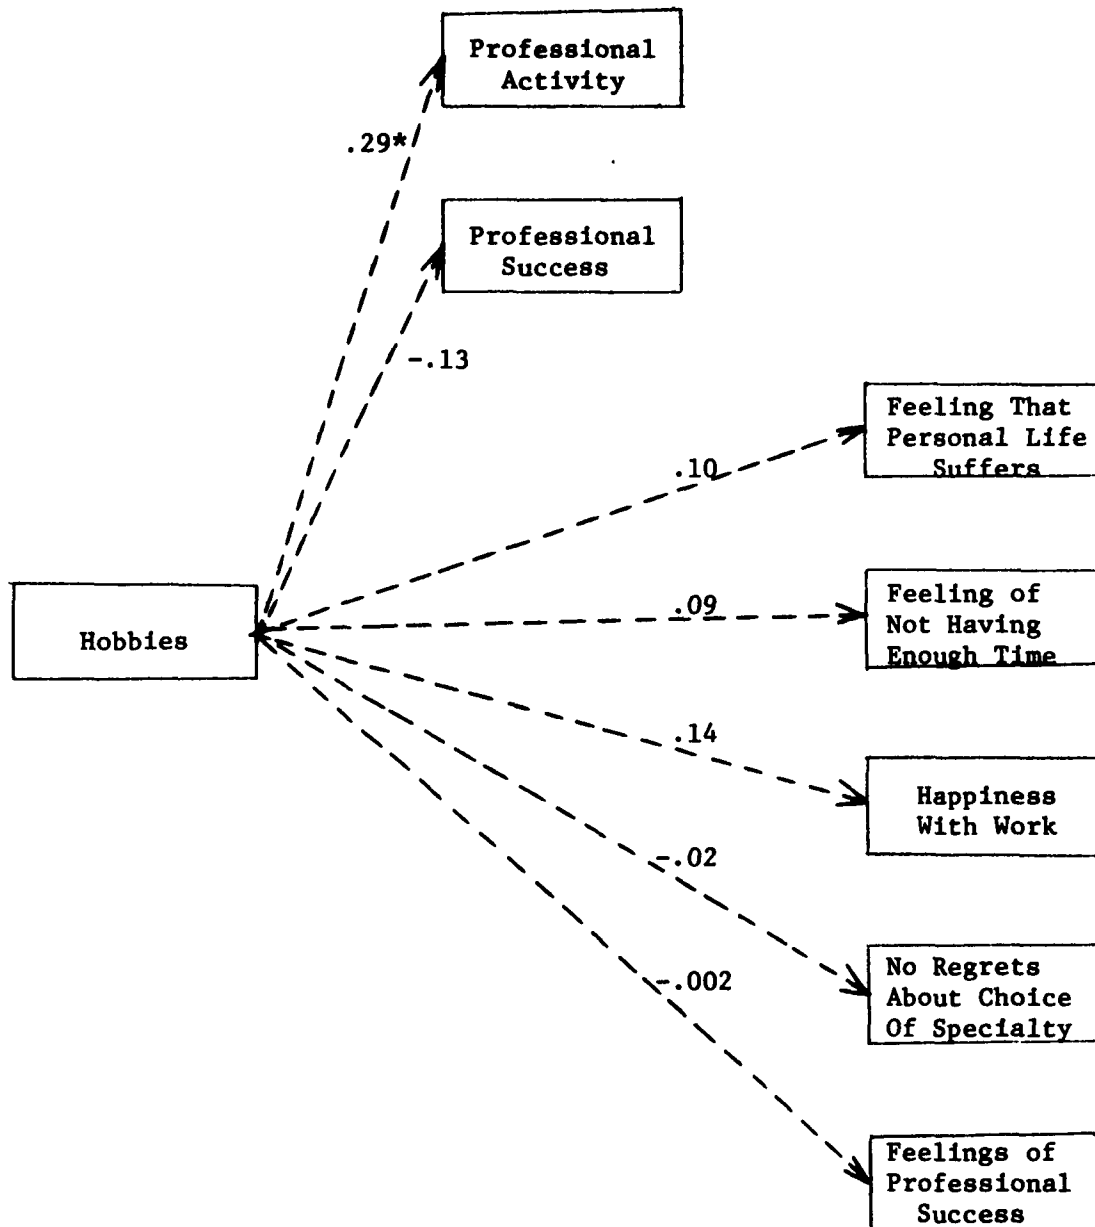 Professional
Activity
.29*
Professional
Success
-.13
Feeling That
Personal Life
Suffers
.10
Feeling of
Not Having
Enough Time
.09
Hobbies
.14
Happiness
With Work
-.02
No Regrets
About Choice
Of Specialty
-.002
Feelings of
Professional
Success